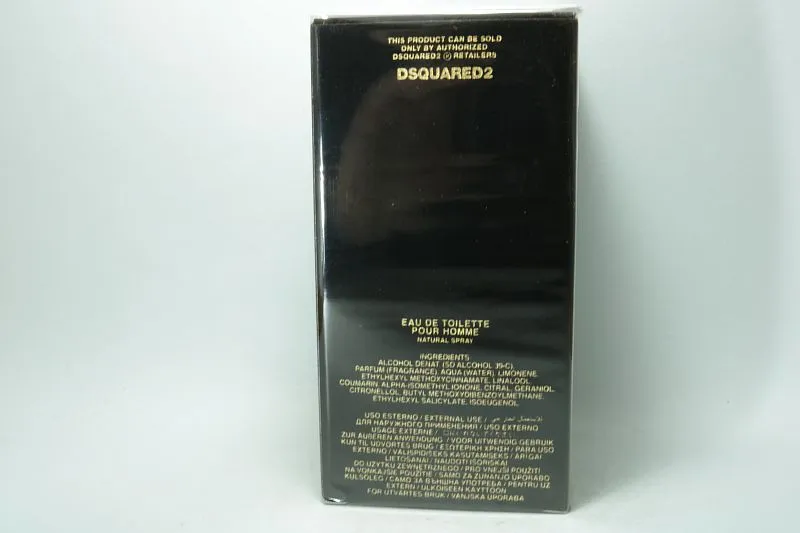 THIS PRODUCT CAN BE SOLD
ONLY BY AUTHORIZED
DSQUARED2 RETAILERS
DSQUARED2
EAU DE TOILETTE
POUR HOMME
NATURAL SPRAY
INGREDIENTS:
ALCOHOL DENAT. (SD ALCOHOL 39-C),
PARFUM (FRAGRANCE), AQUA (WATER), LIMONENE,
ETHYLHEXYL METHOXYCINNAMATE, LINALOOL,
COUMARIN, ALPHA-ISOMETHYL IONONE, CITRAL, GERANIOL,
CITRONELLOL, BUTYL METHOXYDIBENZOYLMETHANE,
ETHYLHEXYL SALICYLATE, ISOEUGENOL.
USO ESTERNO / EXTERNAL USE /
ДЛЯ НАРУЖНОГО ПРИМЕНЕНИЯ / USO EXTERNO
USAGE EXTERNE /
ZUR ÄUßEREN ANWENDUNG / VOOR UITWENDIG GEBRUIK
KUN TIL UDVORTES BRUG / ΕΞΩΤΕΡΙΚΗ ΧΡΗΣΗ / PARA USO
EXTERNO / VÄLISPIDISEKS KASUTAMISEKS / ĀRĪGAI
LIETOŠANAI / NAUDOTI IŠORIŠKAI
DO UŻYTKU ZEWNĘTRZNEGO / PRO VNĚJŠÍ POUŽITÍ
NA VONKAJŠIE POUŽITIE / SAMO ZA ZUNANJO UPORABO
KÜLSŐLEG / САМО ЗА ВЪНШНА УПОТРЕБА / PENTRU UZ
EXTERN / ULKOISEEN KÄYTTÖÖN
FÖR UTVÄRTES BRUK / VANJSKA UPORABA